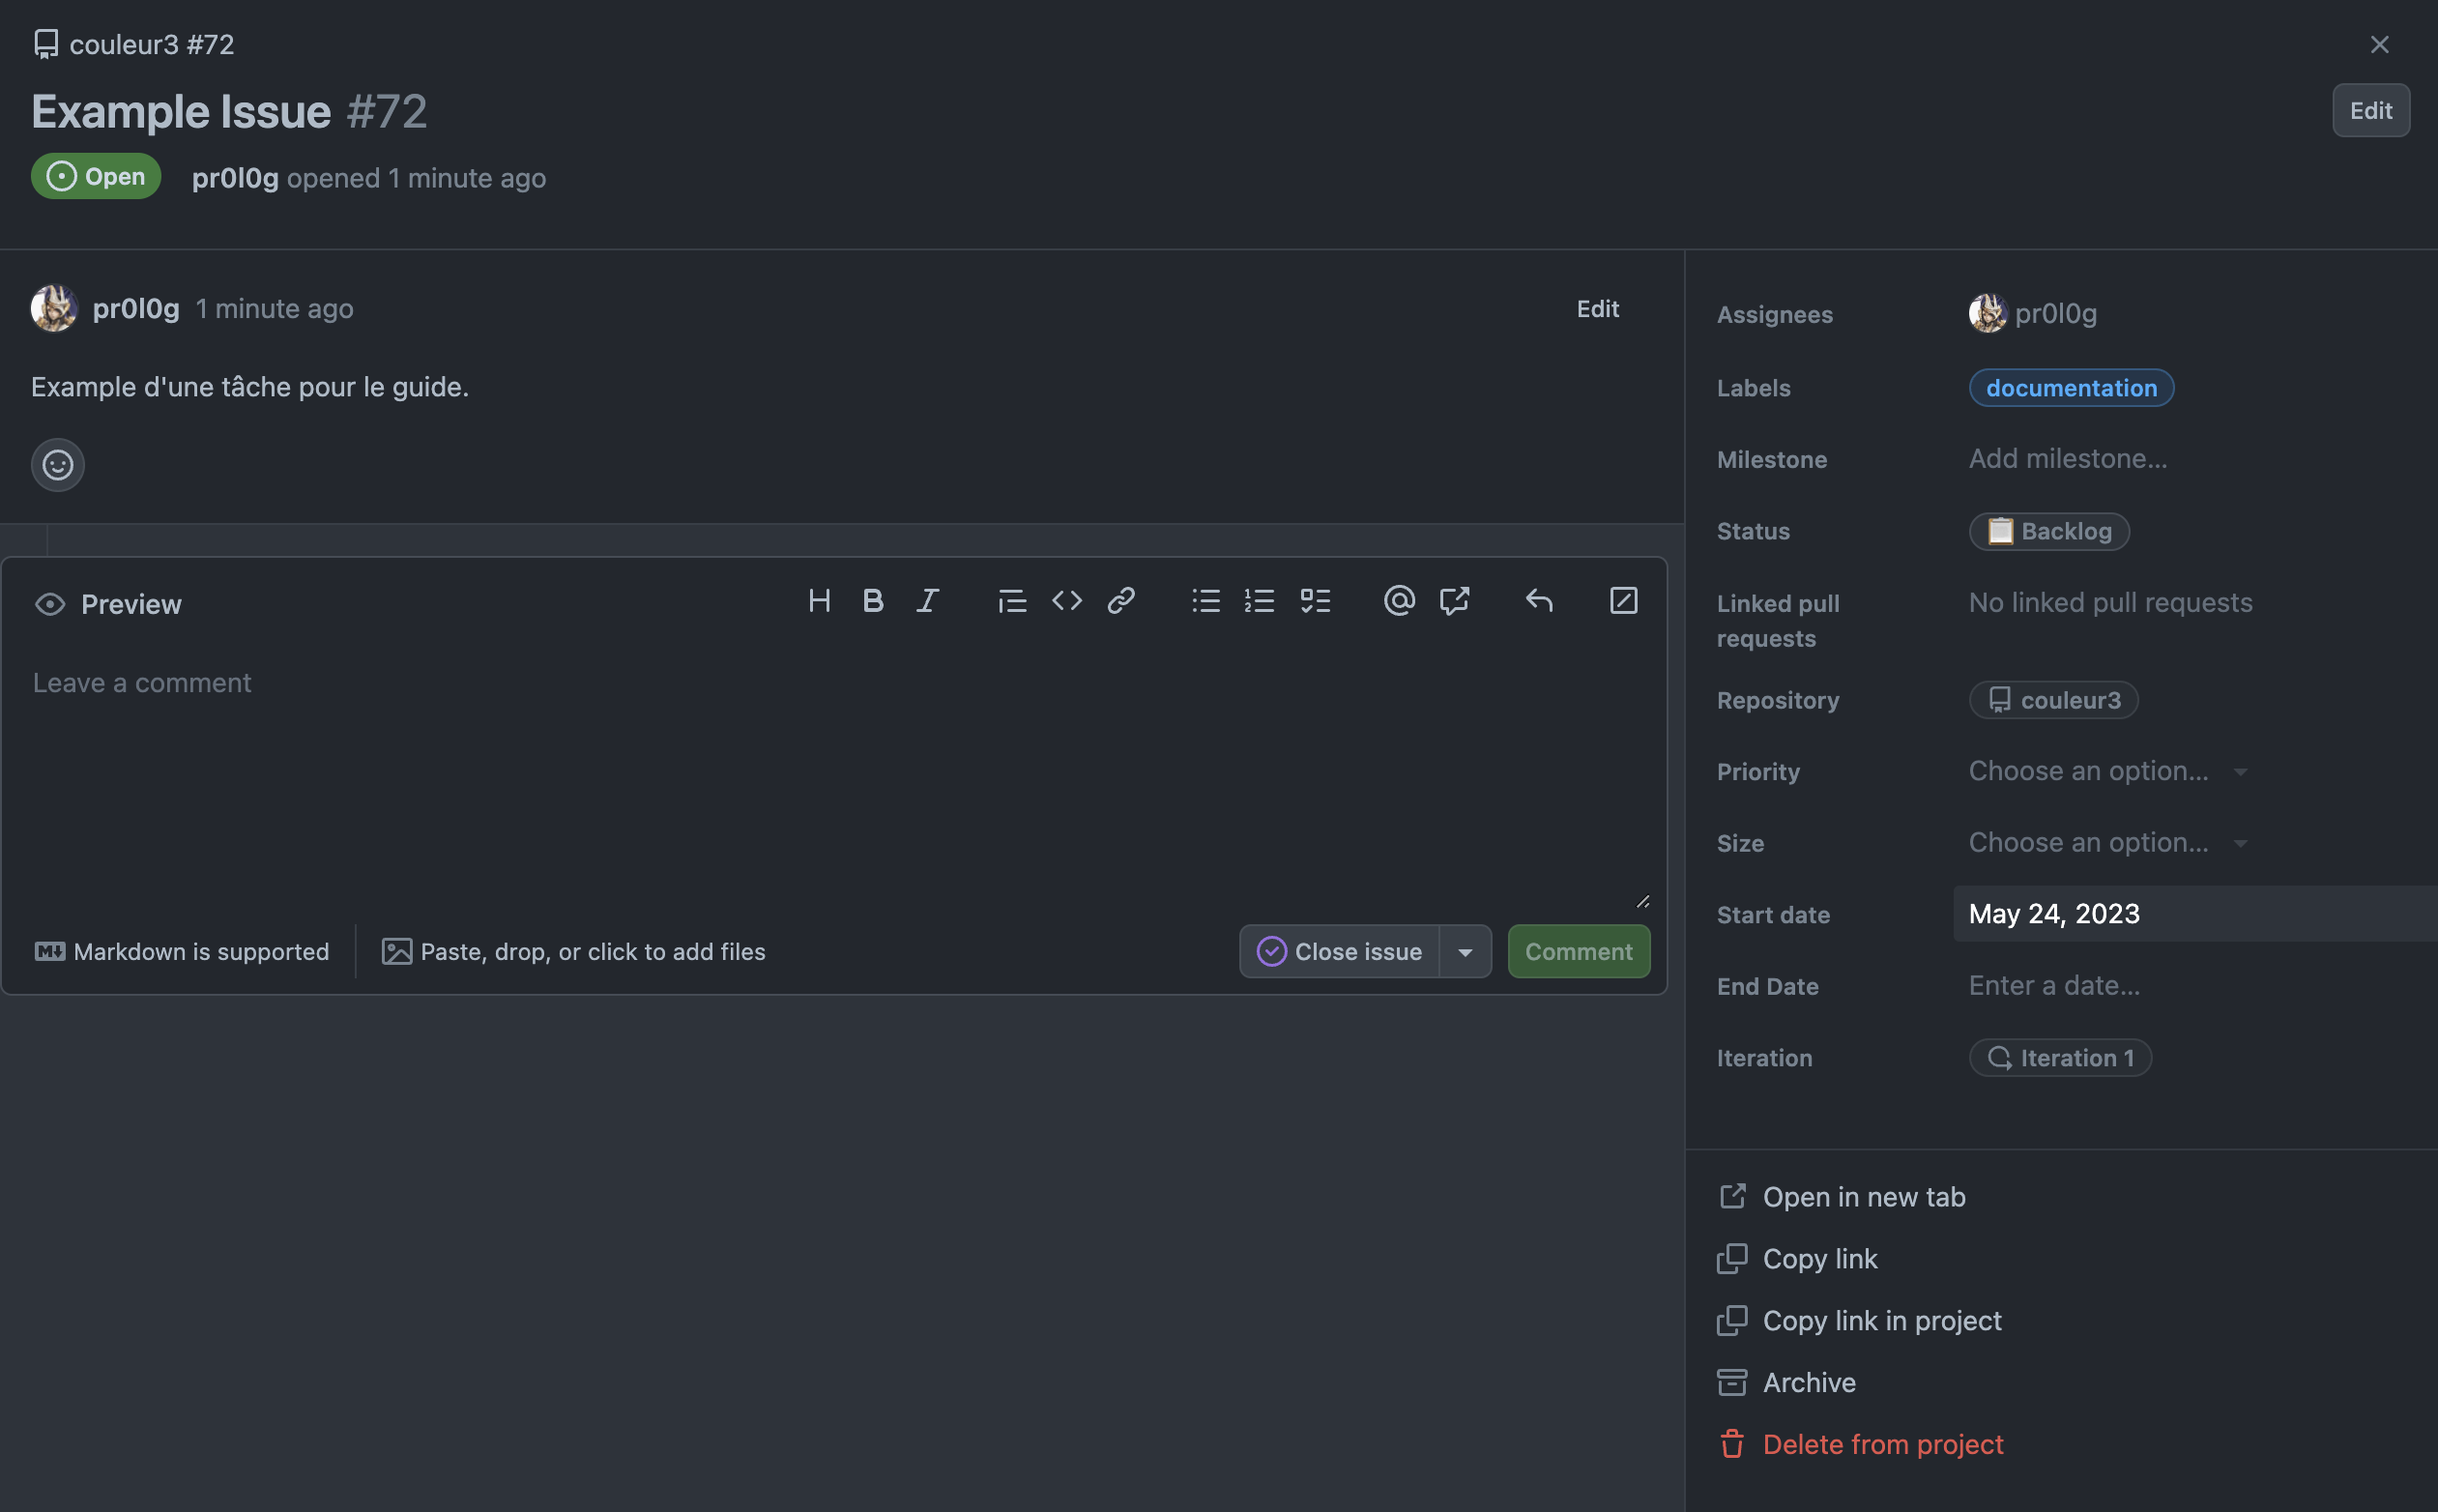 couleur3 #72
Example Issue #72
Edit
Open
pr0l0g opened 1 minute ago
pr0l0g 1 minute ago
Edit
Example d'une tâche pour le guide.
Preview
Leave a comment
Markdown is supported
Paste, drop, or click to add files
Close issue
Comment
Assignees
pr0l0g
Labels
documentation
Milestone
Add milestone...
Status
Backlog
Linked pull
requests
No linked pull requests
Repository
couleur3
Priority
Choose an option...
Size
Choose an option...
Start date
May 24, 2023
End Date
Enter a date...
Iteration
Iteration 1
Open in new tab
Copy link
Copy link in project
Archive
Delete from project